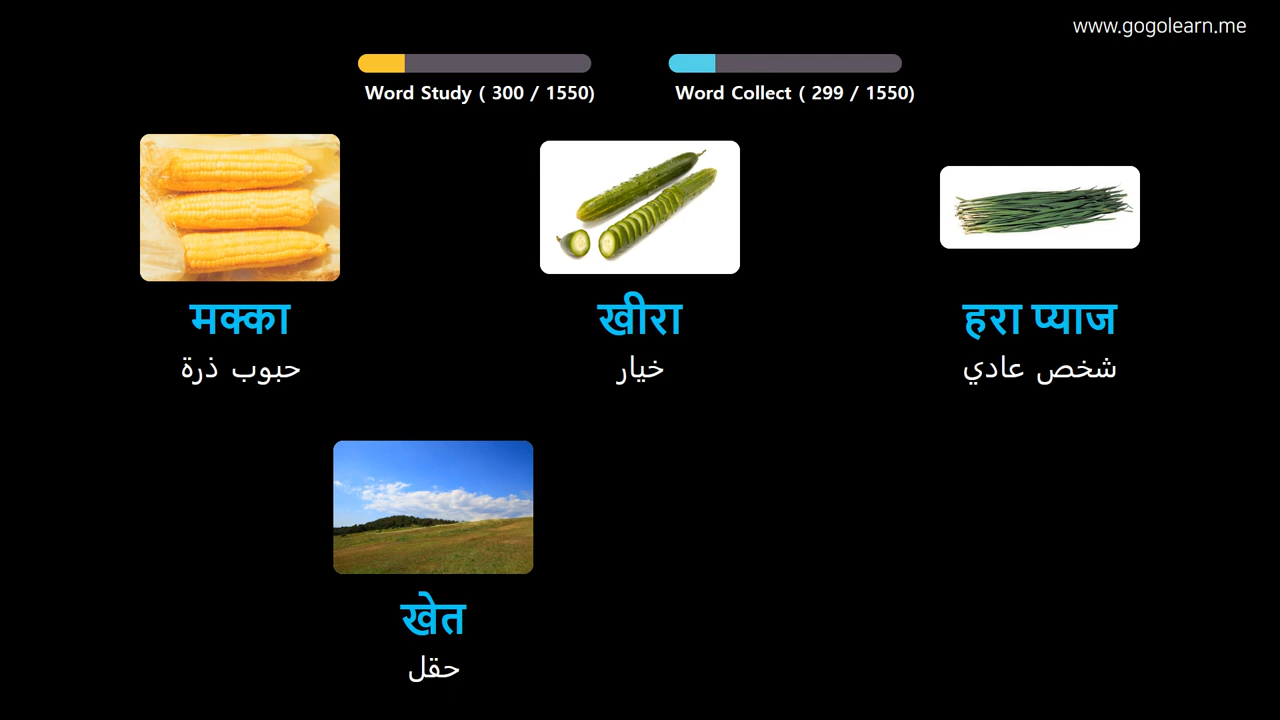 www.gogolearn.me
Word Study ( 300 / 1550)
Word Collect ( 299 / 1550)
मक्का
حبوب ذرة
खीरा
خيار
हरा प्याज
شخص عادي
खेत
حقل